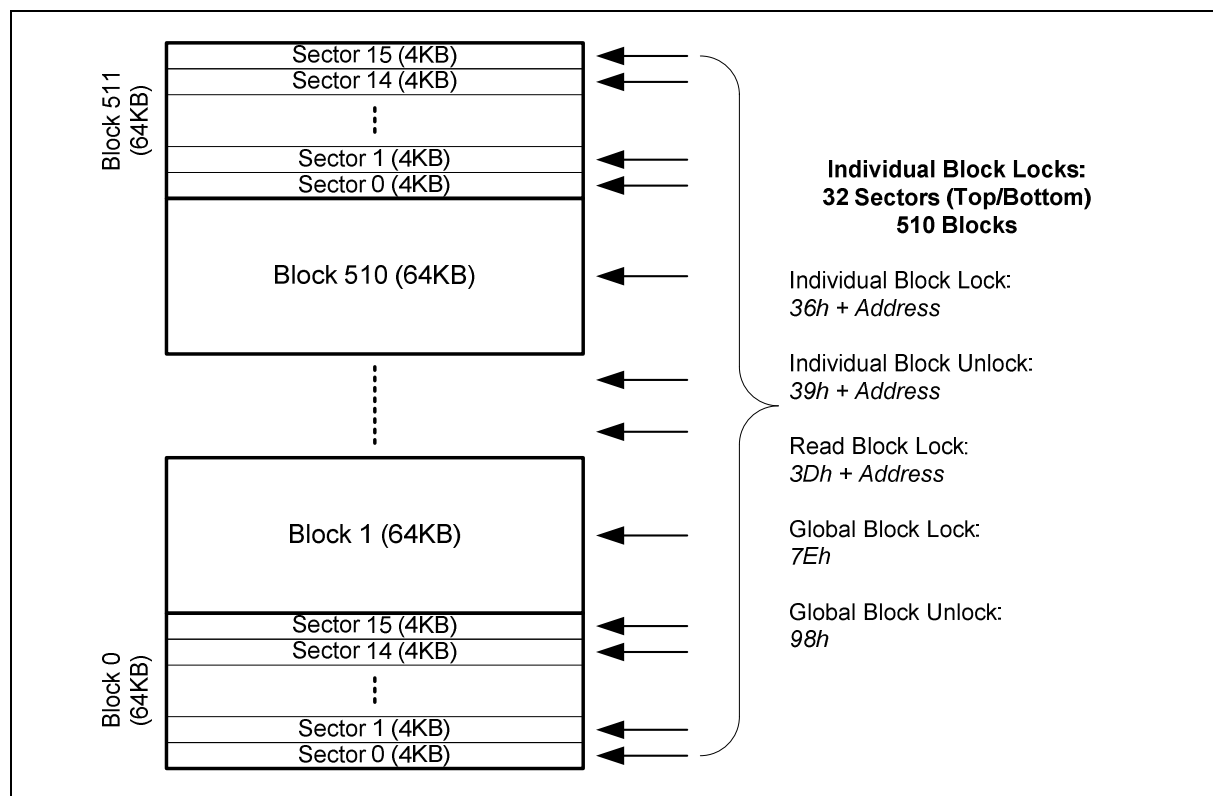 Block 511
(64KB)
Sector 15 (4KB)
Sector 14 (4KB)
Sector 1 (4KB)
Sector 0 (4KB)
Block 510 (64KB)
Block 1 (64KB)
Block 0
(64KB)
Sector 15 (4KB)
Sector 14 (4KB)
Sector 1 (4KB)
Sector 0 (4KB)
Individual Block Locks:
32 Sectors (Top/Bottom)
510 Blocks
Individual Block Lock:
36h + Address
Individual Block Unlock:
39h + Address
Read Block Lock:
3Dh + Address
Global Block Lock:
7Eh
Global Block Unlock:
98h